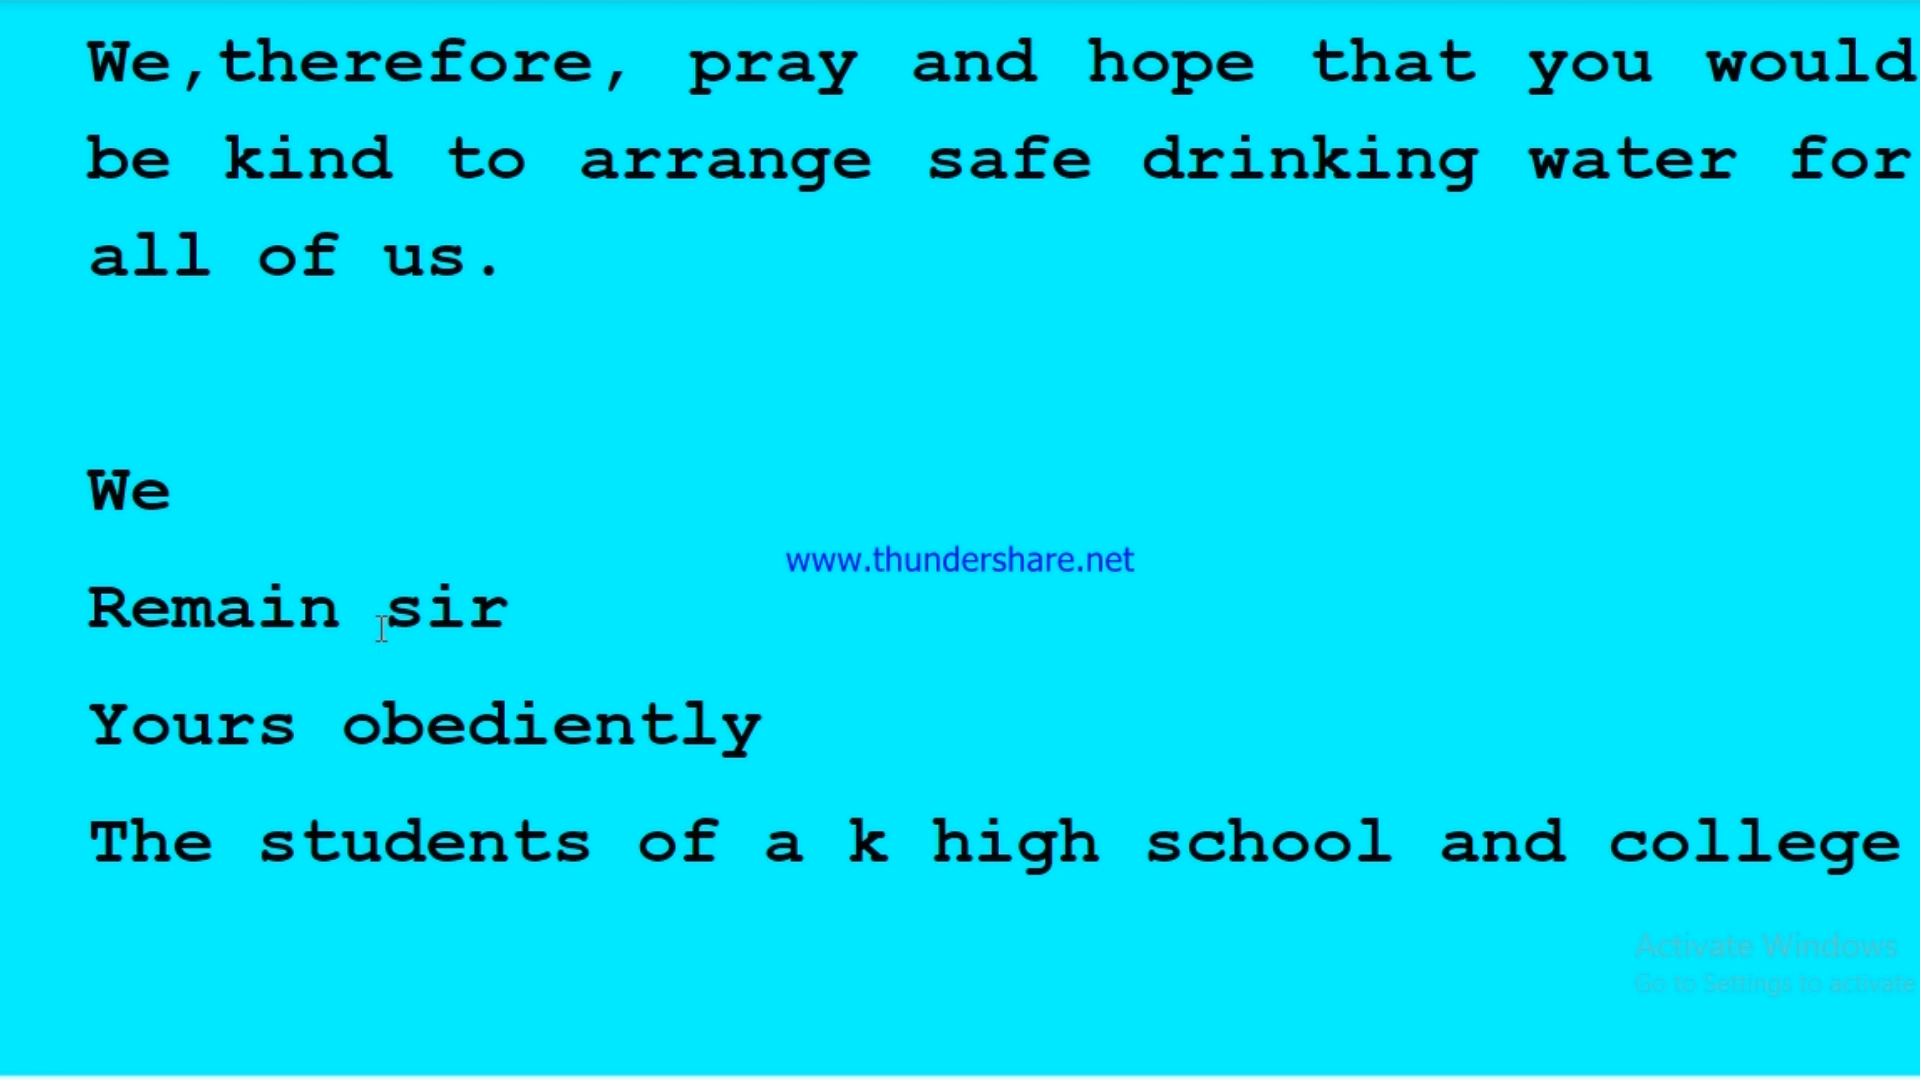 We,therefore, pray and hope that you would
be kind to arrange safe drinking water for
all of us.
We
www.thundershare.net
Remain sir
Yours obediently
The students of a k high school and college
Activate Windows
Go to Settings to activate